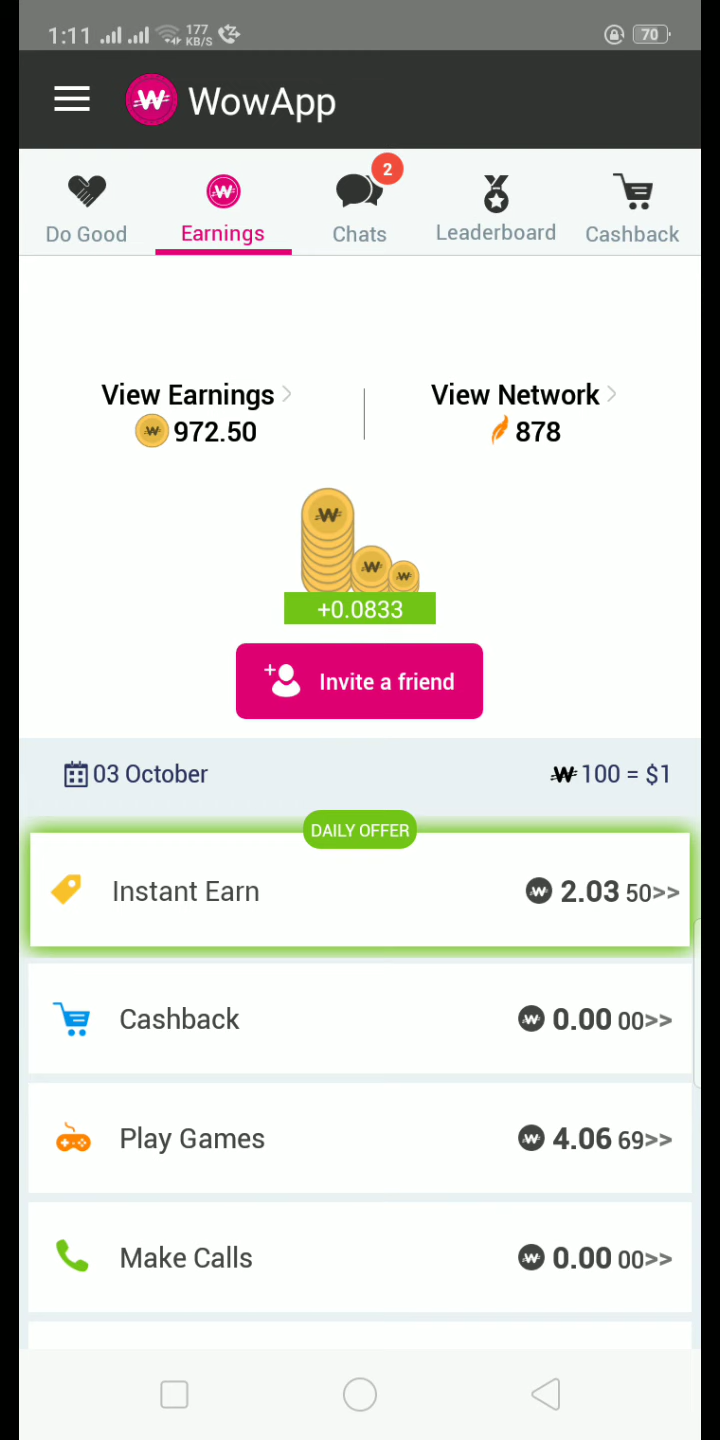 1:11 177 KB/S 70
WowApp
2
Do Good Earnings Chats Leaderboard Cashback
View Earnings View Network
972.50 878
+0.0833
Invite a friend
03 October W 100 = $1
DAILY OFFER
Instant Earn 2.03 50>>
Cashback 0.00 00>>
Play Games 4.06 69>>
Make Calls 0.00 00>>